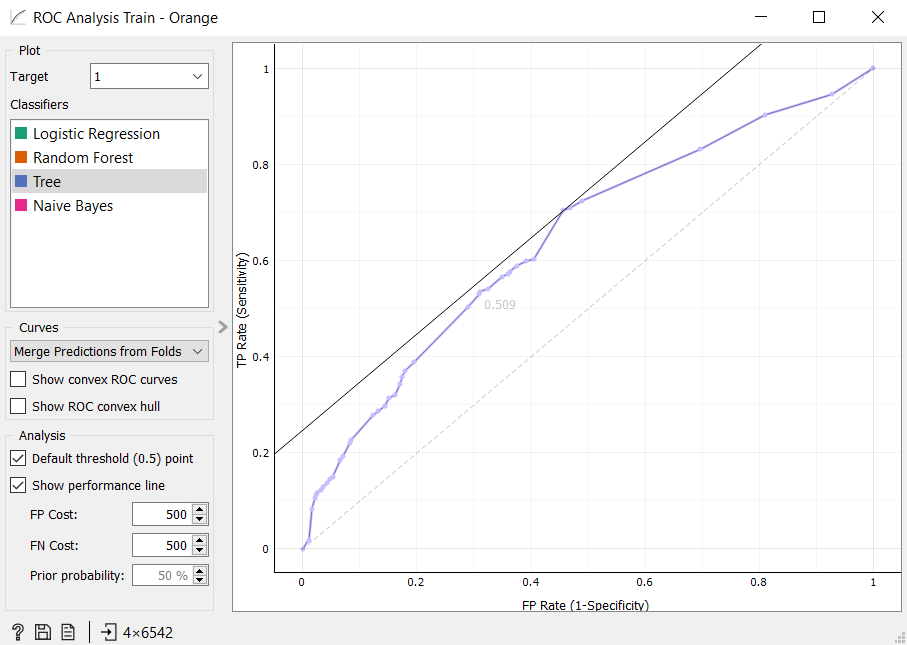 ROC Analysis Train - Orange
Plot
Target
1
Classifiers
Logistic Regression
Random Forest
Tree
Naive Bayes
Curves
Merge Predictions from Folds
Show convex ROC curves
Show ROC convex hull
Analysis
Default threshold (0.5) point
Show performance line
FP Cost:
500
FN Cost:
500
Prior probability:
50 %
4×6542
TP Rate (Sensitivity)
1
0.8
0.6
0.4
0.2
0
0.509
0
0.2
0.4
0.6
0.8
1
FP Rate (1-Specificity)